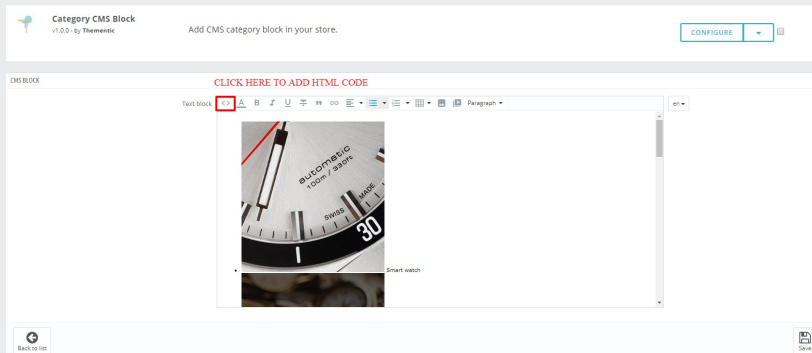 Category CMS Block
v1.0.0 - by Thementic
Add CMS category block in your store.
CONFIGURE
CMS BLOCK
CLICK HERE TO ADD HTML CODE
Text block
Paragraph
en
automatic
100m / 330ft
SWISS MADE
30
Smart watch
Back to list
Save